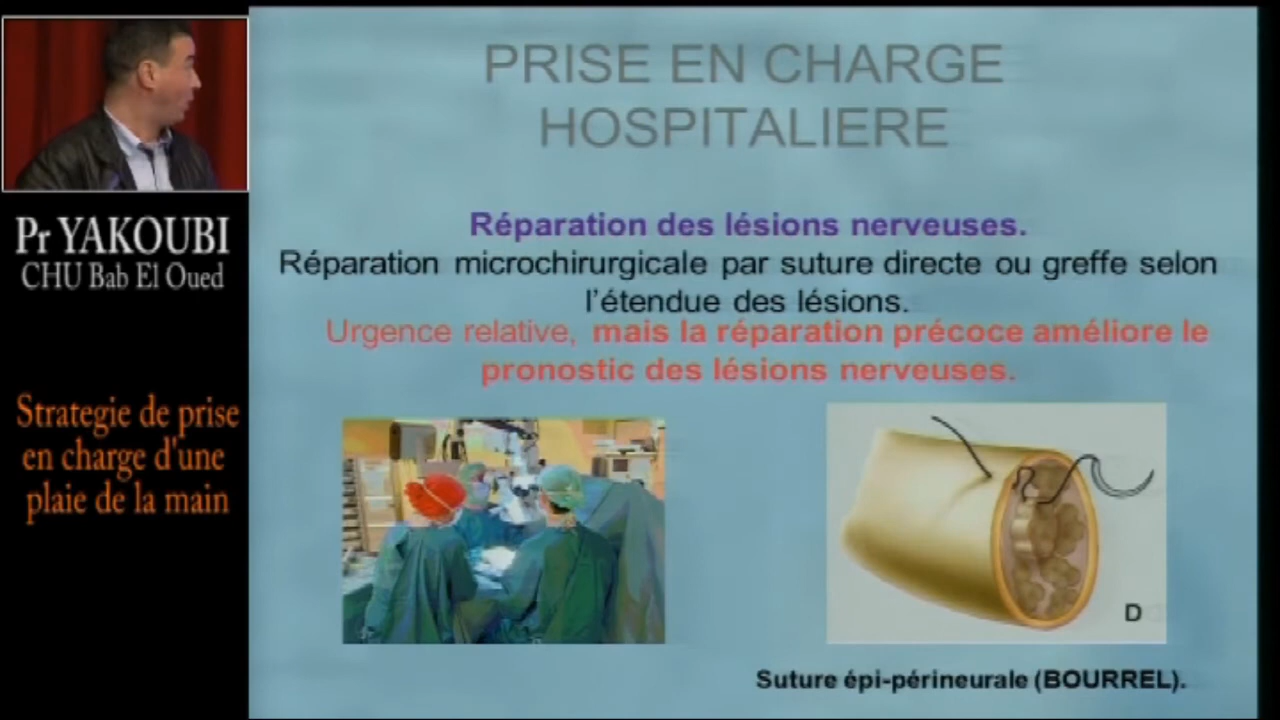 Pr YAKOUBI
CHU Bab El Oued
Strategie de prise
en charge d'une
plaie de la main
PRISE EN CHARGE
HOSPITALIERE
Réparation des lésions nerveuses.
Réparation microchirurgicale par suture directe ou greffe selon
l'étendue des lésions.
Urgence relative, mais la réparation précoce améliore le
pronostic des lésions nerveuses.
D
Suture épi-périneurale (BOURREL).